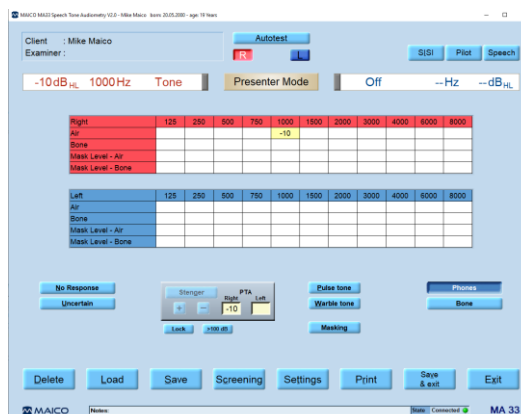 MAICO MA33 Speech Tone Audiometry V2.0 - Mike Maico born: 20.05.2000 - age: 19 Years
Client : Mike Maico
Examiner :
Autotest
R L
SISI Pilot Speech
-10dB HL 1000Hz Tone Presenter Mode Off --Hz --dB HL
Right 125 250 500 750 1000 1500 2000 3000 4000 6000 8000
Air -10
Bone
Mask Level - Air
Mask Level - Bone
Left 125 250 500 750 1000 1500 2000 3000 4000 6000 8000
Air
Bone
Mask Level - Air
Mask Level - Bone
No Response
Uncertain
Stenger PTA
Right Left
+ - -10
Lock >100 dB
Pulse tone
Warble tone
Masking
Phones
Bone
Delete Load Save Screening Settings Print Save & exit Exit
MAICO Notes: State Connected MA 33